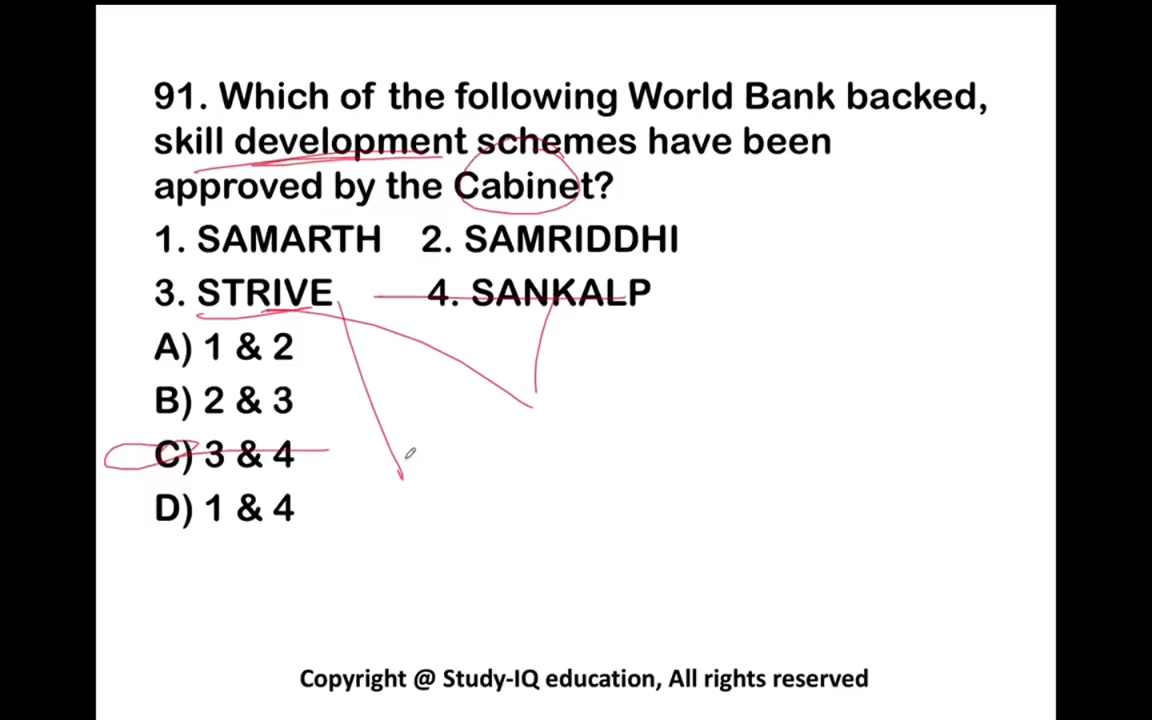 91. Which of the following World Bank backed,
skill development schemes have been
approved by the Cabinet?
1. SAMARTH 2. SAMRIDDHI
3. STRIVE 4. SANKALP
A) 1 & 2
B) 2 & 3
C) 3 & 4
D) 1 & 4
Copyright @ Study-IQ education, All rights reserved